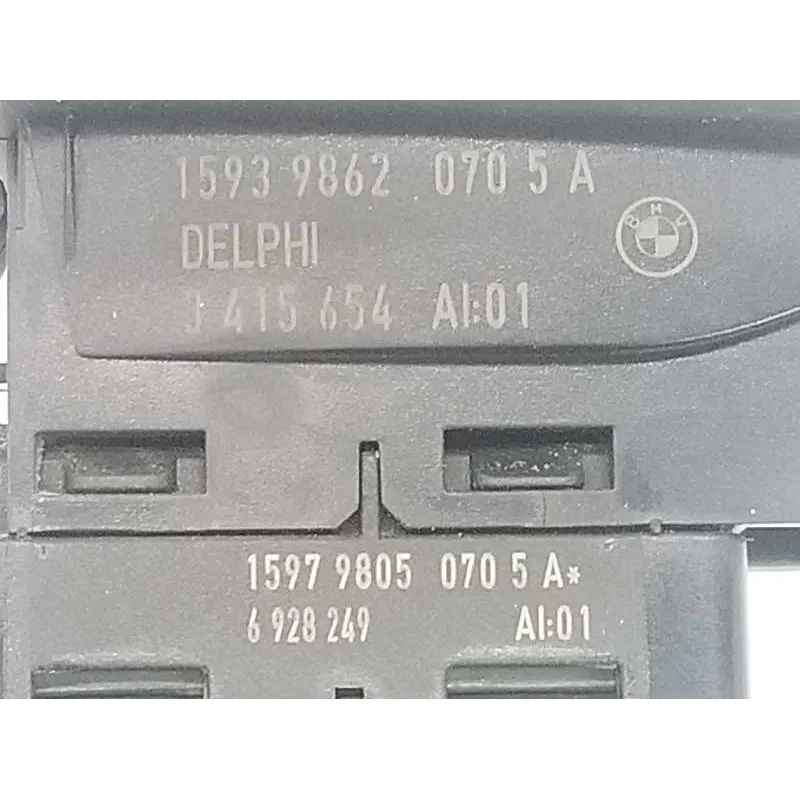 1593 9862 070 5 A
DELPHI
BMW
3 415 654 AI:01
1597 9805 070 5 A*
6 928 249 AI:01